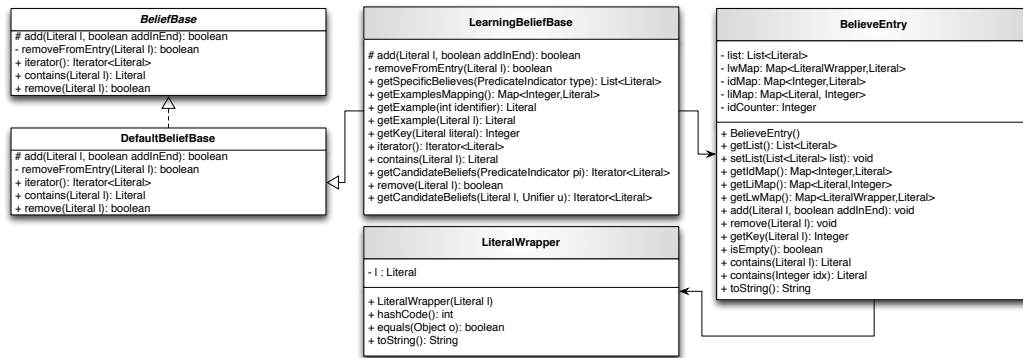 BeliefBase
# add(Literal l, boolean addInEnd): boolean
- removeFromEntry(Literal l): boolean
+ iterator(): Iterator<Literal>
+ contains(Literal l): Literal
+ remove(Literal l): boolean
DefaultBeliefBase
# add(Literal l, boolean addInEnd): boolean
- removeFromEntry(Literal l): boolean
+ iterator(): Iterator<Literal>
+ contains(Literal l): Literal
+ remove(Literal l): boolean
LearningBeliefBase
# add(Literal l, boolean addInEnd): boolean
- removeFromEntry(Literal l): boolean
+ getSpecificBelieves(PredicateIndicator type): List<Literal>
+ getExamplesMapping(): Map<Integer,Literal>
+ getExample(int identifier): Literal
+ getExample(Literal l): Literal
+ getKey(Literal literal): Integer
+ iterator(): Iterator<Literal>
+ contains(Literal l): Literal
+ getCandidateBeliefs(PredicateIndicator pi): Iterator<Literal>
+ remove(Literal l): boolean
+ getCandidateBeliefs(Literal l, Unifier u): Iterator<Literal>
LiteralWrapper
- l : Literal
+ LiteralWrapper(Literal l)
+ hashCode(): int
+ equals(Object o): boolean
+ toString(): String
BelieveEntry
- list: List<Literal>
- lwMap: Map<LiteralWrapper,Literal>
- idMap: Map<Integer,Literal>
- liMap: Map<Literal, Integer>
- idCounter: Integer
+ BelieveEntry()
+ getList(): List<Literal>
+ setList(List<Literal> list): void
+ getIdMap(): Map<Integer,Literal>
+ getLiMap(): Map<Literal,Integer>
+ getLwMap(): Map<LiteralWrapper,Literal>
+ add(Literal l, boolean addInEnd): void
+ remove(Literal l): void
+ getKey(Literal l): Integer
+ isEmpty(): boolean
+ contains(Literal l): Literal
+ contains(Integer idx): Literal
+ toString(): String